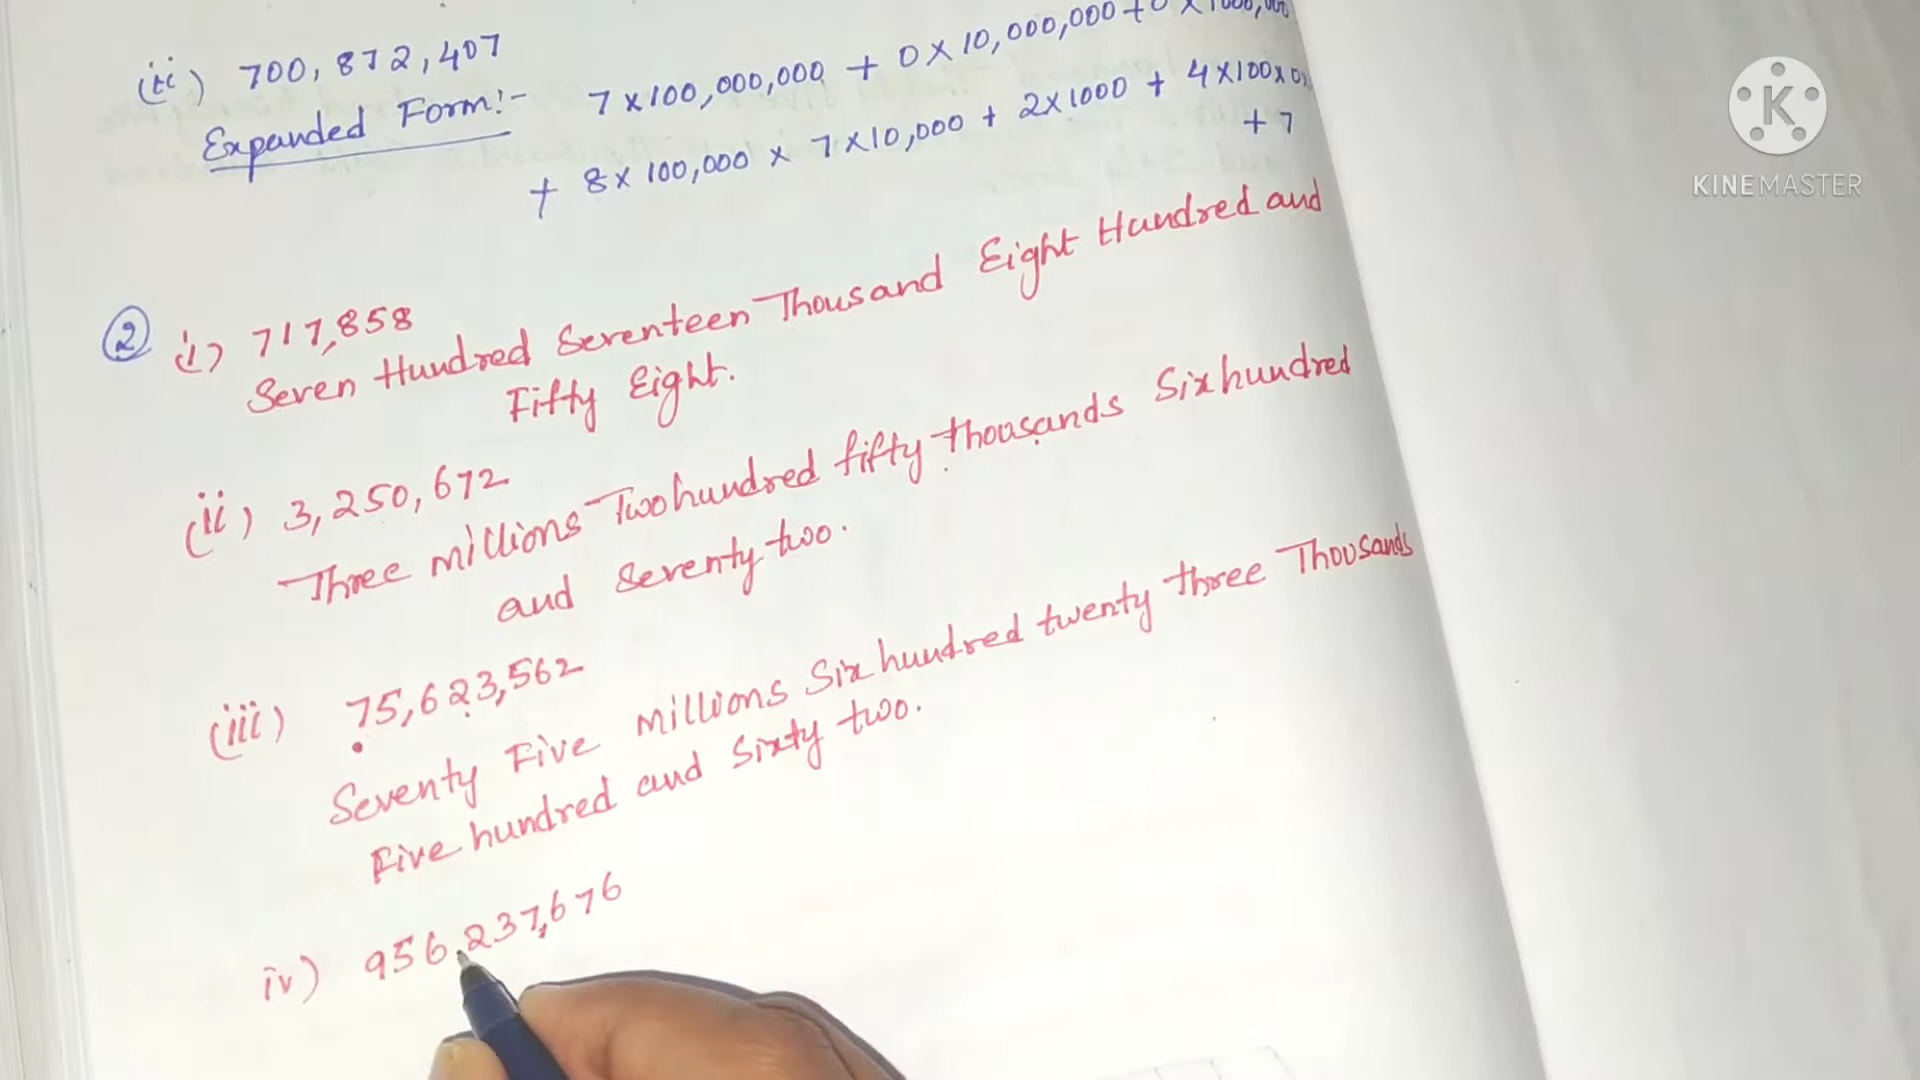 (ii) 700,872,407
Expanded Form:- 7×100,000,000 + 0×10,000,000+0×1000,000
+ 8×100,000 × 7×10,000 + 2×1000 + 4×100×0
+7
② (i) 717,858
Seven Hundred Seventeen Thousand Eight Hundred and
Fifty Eight.
(ii) 3,250,672
Three millions Two hundred fifty thousands Six hundred
and Seventy two.
(iii) 75,623,562
Seventy Five millions Six hundred twenty three Thousands
Five hundred and Sixty two.
iv) 956,237,676
K
KINEMASTER